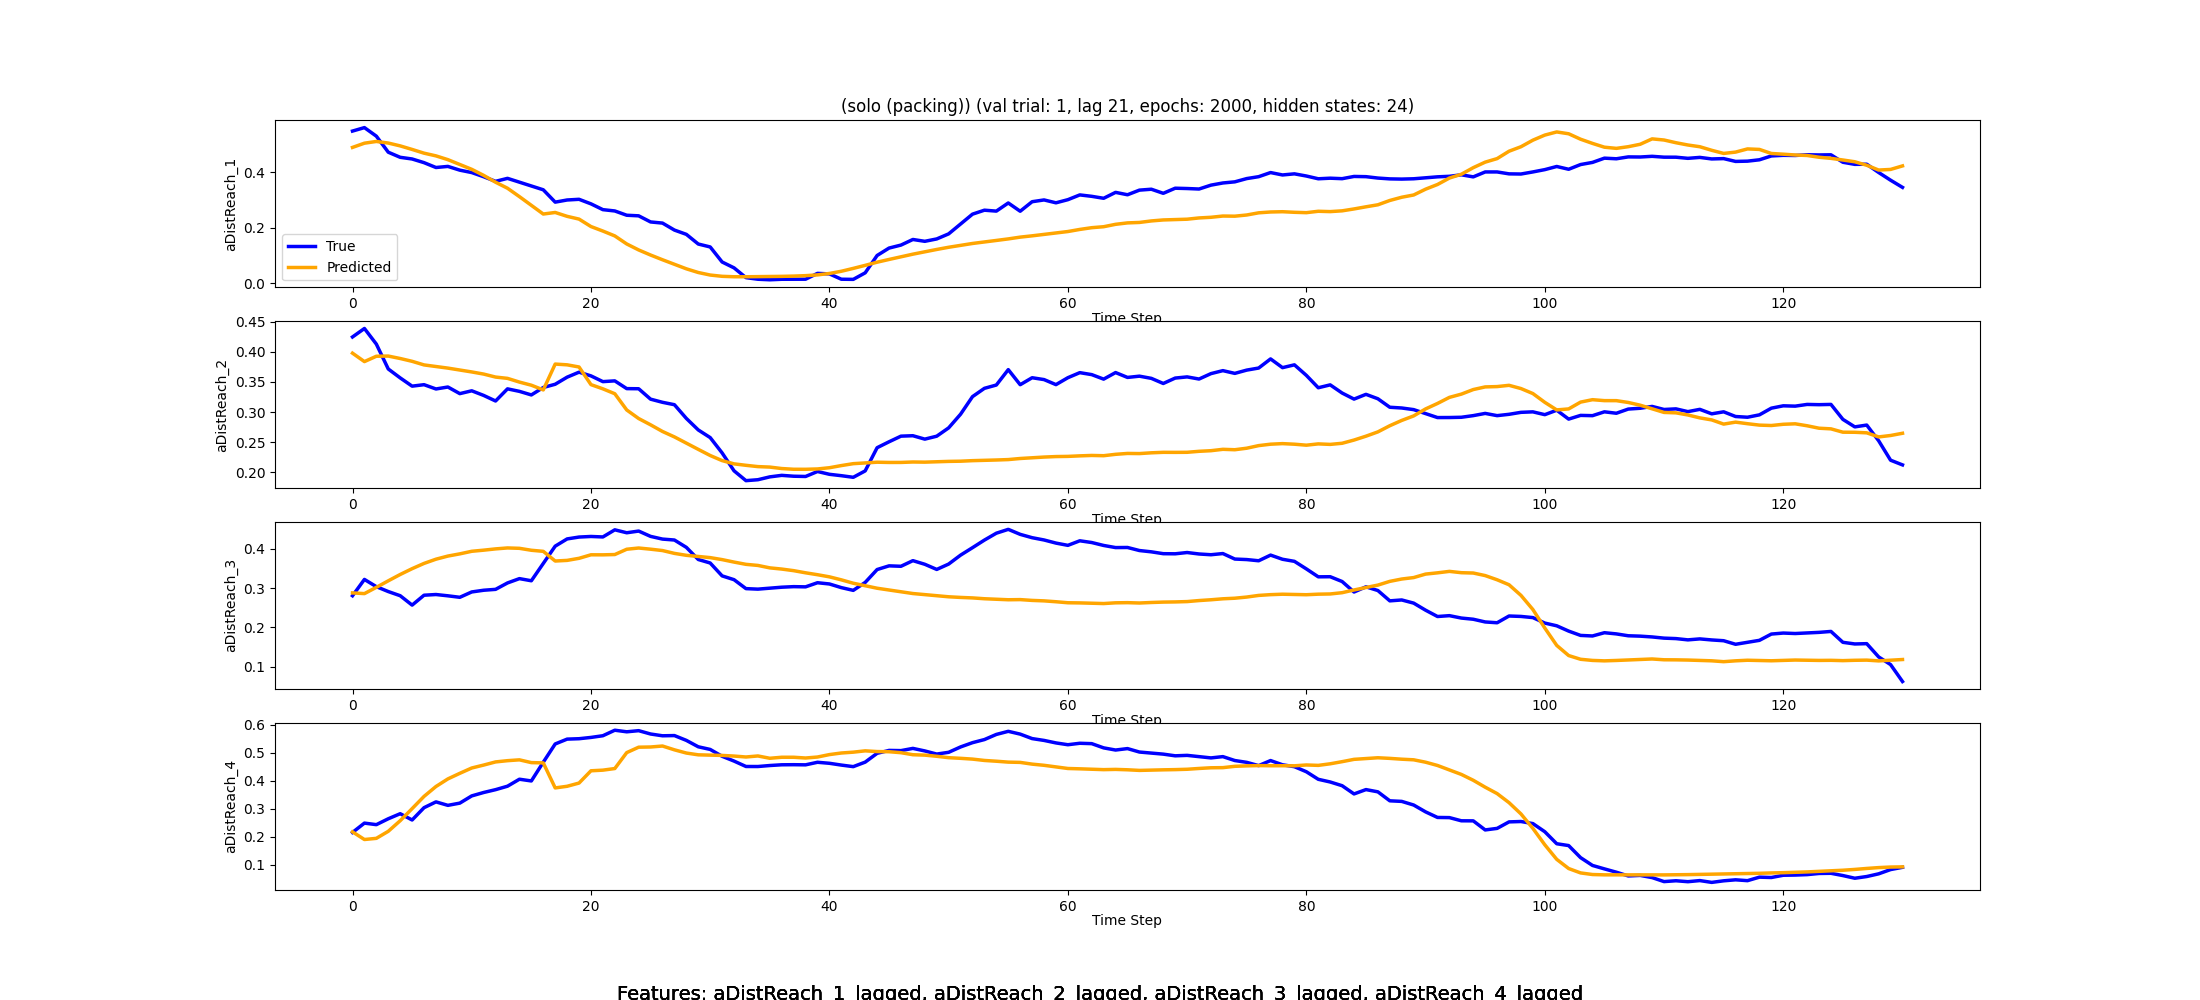 (solo (packing)) (val trial: 1, lag 21, epochs: 2000, hidden states: 24)
aDistReach_1
0.4
0.2
0.0
True
Predicted
0 20 40 60 80 100 120
Time Step
aDistReach_2
0.45
0.40
0.35
0.30
0.25
0.20
0 20 40 60 80 100 120
Time Step
aDistReach_3
0.4
0.3
0.2
0.1
0 20 40 60 80 100 120
Time Step
aDistReach_4
0.6
0.5
0.4
0.3
0.2
0.1
0 20 40 60 80 100 120
Time Step
Features: aDistReach_1_lagged, aDistReach_2_lagged, aDistReach_3_lagged, aDistReach_4_lagged